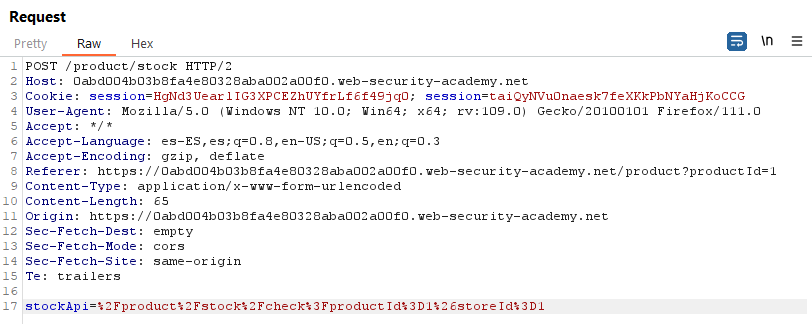 Request
Pretty Raw Hex \n
1 POST /product/stock HTTP/2
2 Host: 0abd004b03b8fa4e80328aba002a00f0.web-security-academy.net
3 Cookie: session=HgNd3UearlIG3XPCEZhUYfrLf6f49jq0; session=taiQyNVu0naesk7feXKkPbNYaHjKoCCG
4 User-Agent: Mozilla/5.0 (Windows NT 10.0; Win64; x64; rv:109.0) Gecko/20100101 Firefox/111.0
5 Accept: */*
6 Accept-Language: es-ES,es;q=0.8,en-US;q=0.5,en;q=0.3
7 Accept-Encoding: gzip, deflate
8 Referer: https://0abd004b03b8fa4e80328aba002a00f0.web-security-academy.net/product?productId=1
9 Content-Type: application/x-www-form-urlencoded
10 Content-Length: 65
11 Origin: https://0abd004b03b8fa4e80328aba002a00f0.web-security-academy.net
12 Sec-Fetch-Dest: empty
13 Sec-Fetch-Mode: cors
14 Sec-Fetch-Site: same-origin
15 Te: trailers
16
17 stockApi=%2Fproduct%2Fstock%2Fcheck%3FproductId%3D1%26storeId%3D1